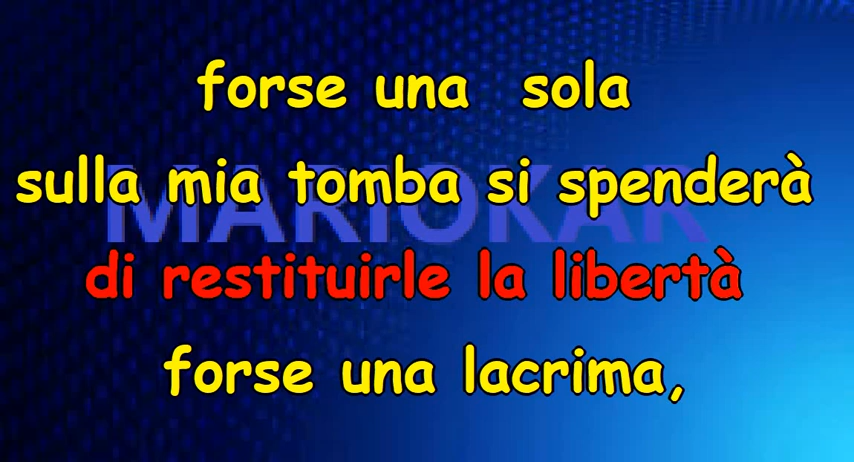 forse una sola
sulla mia tomba si spenderà
MARIOKAR
di restituirle la libertà
forse una lacrima,